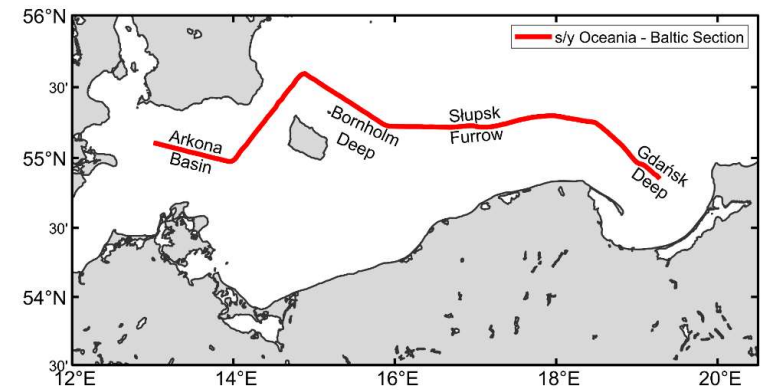 56°N
s/y Oceania - Baltic Section
30'
Arkona
Basin
Bornholm
Deep
Słupsk
Furrow
Gdańsk
Deep
55°N
30'
54°N
30'
12°E
14°E
16°E
18°E
20°E